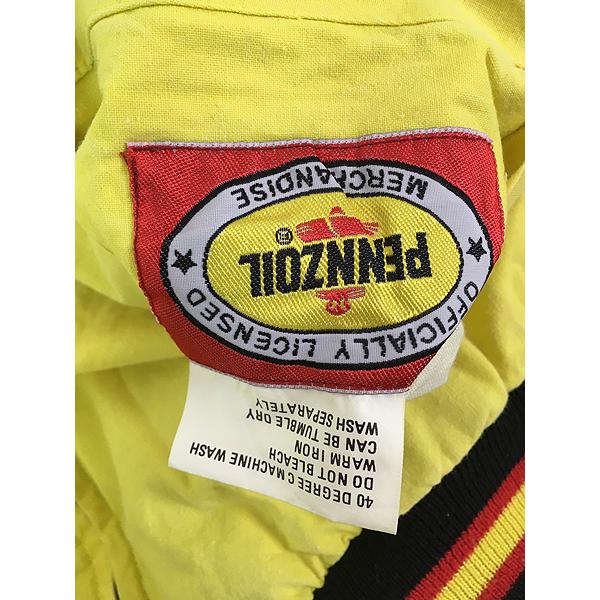 OFFICIALLY LICENSED
PENNZOIL®
MERCHANDISE
40 DEGREE C MACHINE WASH
DO NOT BLEACH
WARM IRON
CAN BE TUMBLE DRY
WASH SEPARATELY